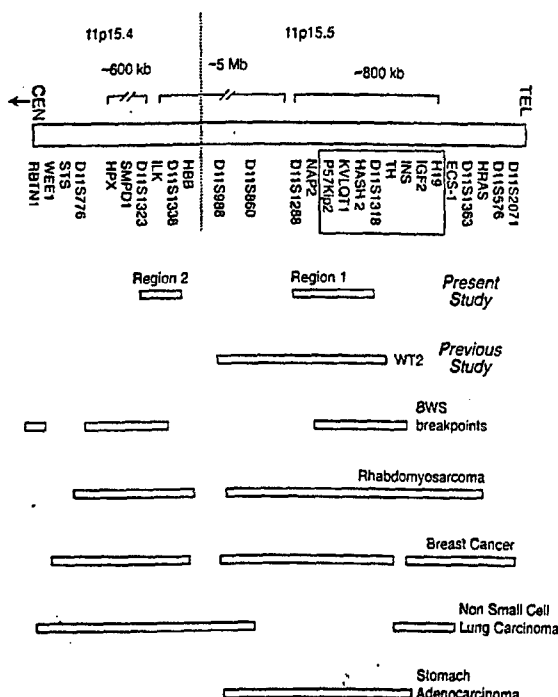 11p15.4
11p15.5
~600 kb
~5 Mb
~800 kb
CEN
TEL
RBTN1
WEE1
STS
D11S776
HPX
SMPD1
D11S1323
ILK
D11S1338
HBB
D11S988
D11S860
D11S1288
NAP2
P57Kip2
KVLQT1
HASH 2
D11S1318
TH
INS
IGF2
H19
ECS-1
D11S1363
HRAS
D11S576
D11S2071
Region 2
Region 1
Present
Study
WT2
Previous
Study
BWS
breakpoints
Rhabdomyosarcoma
Breast Cancer
Non Small Cell
Lung Carcinoma
Stomach
Adenocarcinoma